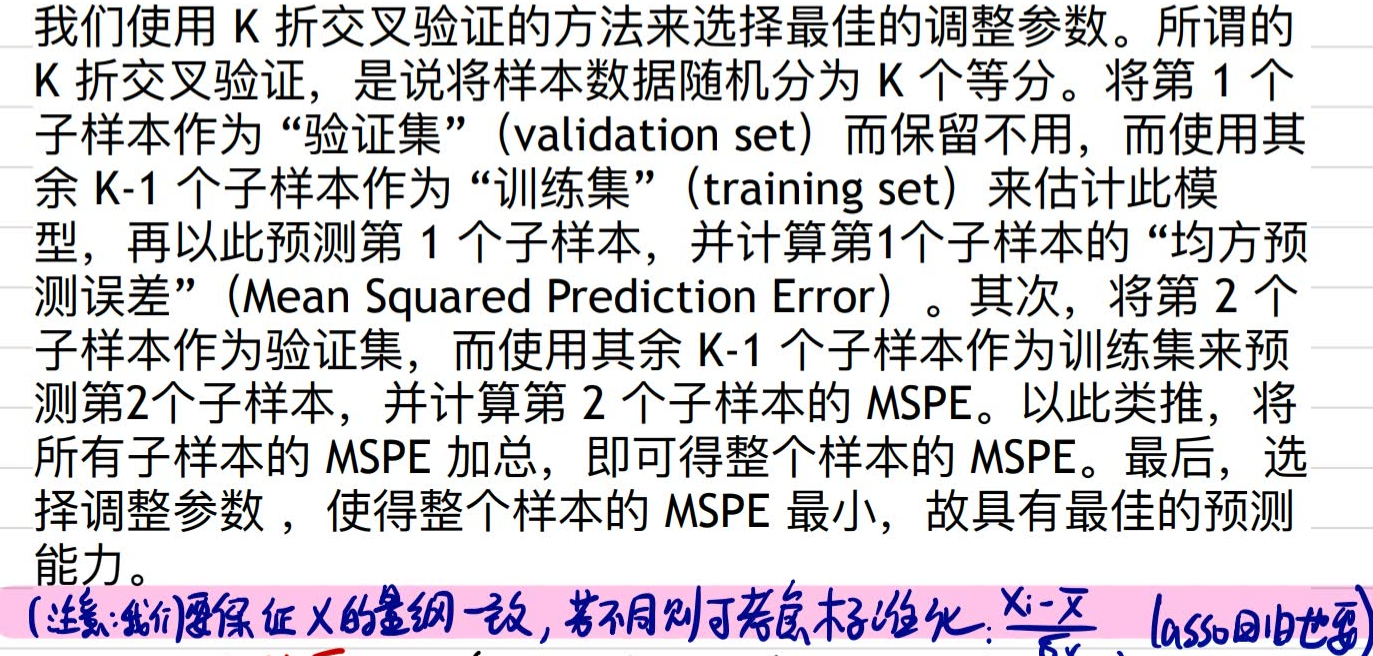 我们使用 K 折交叉验证的方法来选择最佳的调整参数。所谓的
K 折交叉验证，是说将样本数据随机分为 K 个等分。将第 1 个
子样本作为“验证集”（validation set）而保留不用，而使用其
余 K-1 个子样本作为“训练集”（training set）来估计此模
型，再以此预测第 1 个子样本，并计算第1个子样本的“均方预
测误差”（Mean Squared Prediction Error）。其次，将第 2 个
子样本作为验证集，而使用其余 K-1 个子样本作为训练集来预
测第2个子样本，并计算第 2 个子样本的 MSPE。以此类推，将
所有子样本的 MSPE 加总，即可得整个样本的 MSPE。最后，选
择调整参数 ，使得整个样本的 MSPE 最小，故具有最佳的预测
能力。
(注意:我们要保证X的量纲一致,若不同则可考虑标准化: (Xi-X̄)/σx (lasso回归也要)